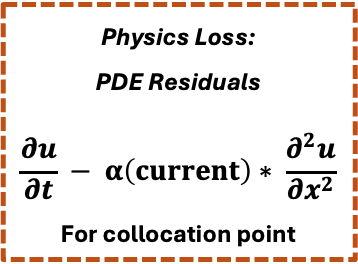 Physics Loss:
PDE Residuals
∂u/∂t − α(current) * ∂²u/∂x²
For collocation point